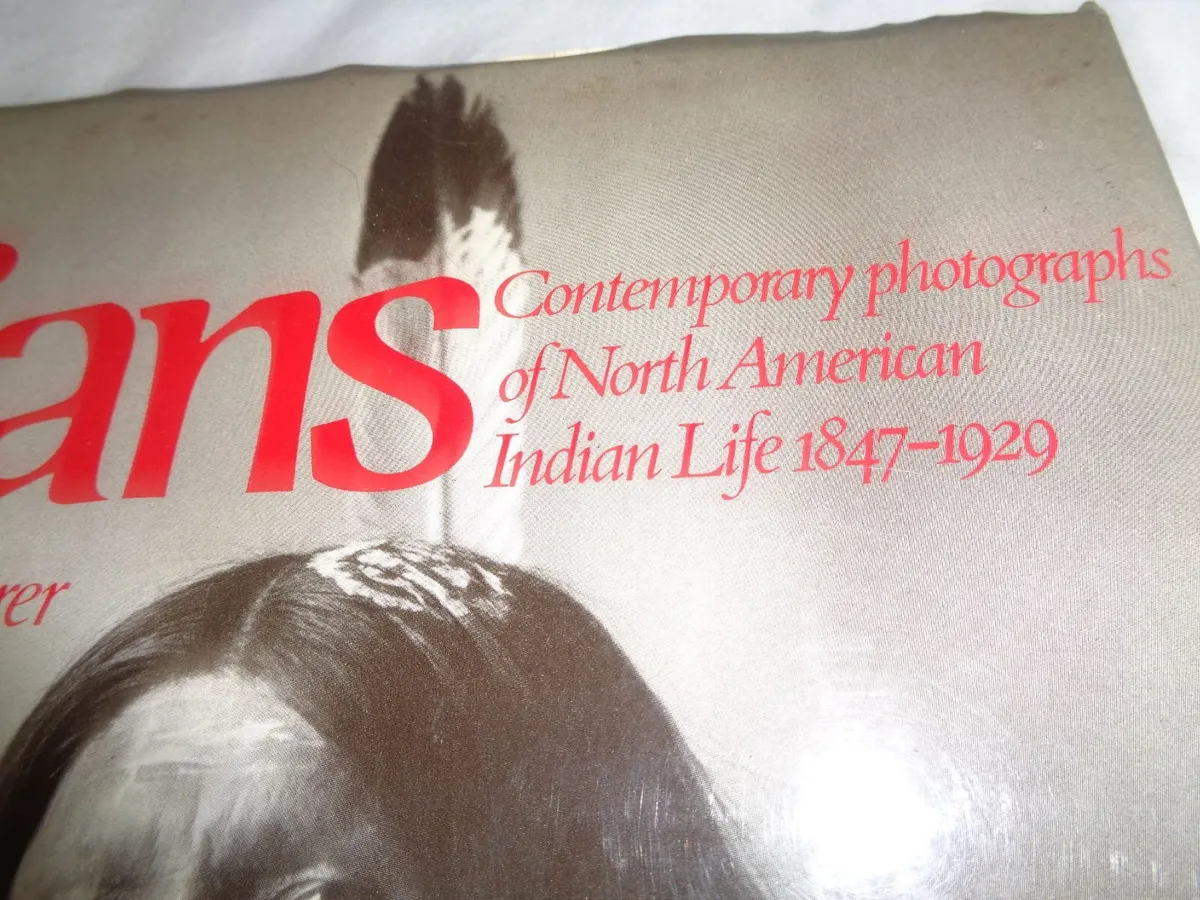 ians
Contemporary photographs
of North American
Indian Life 1847–1929
rer